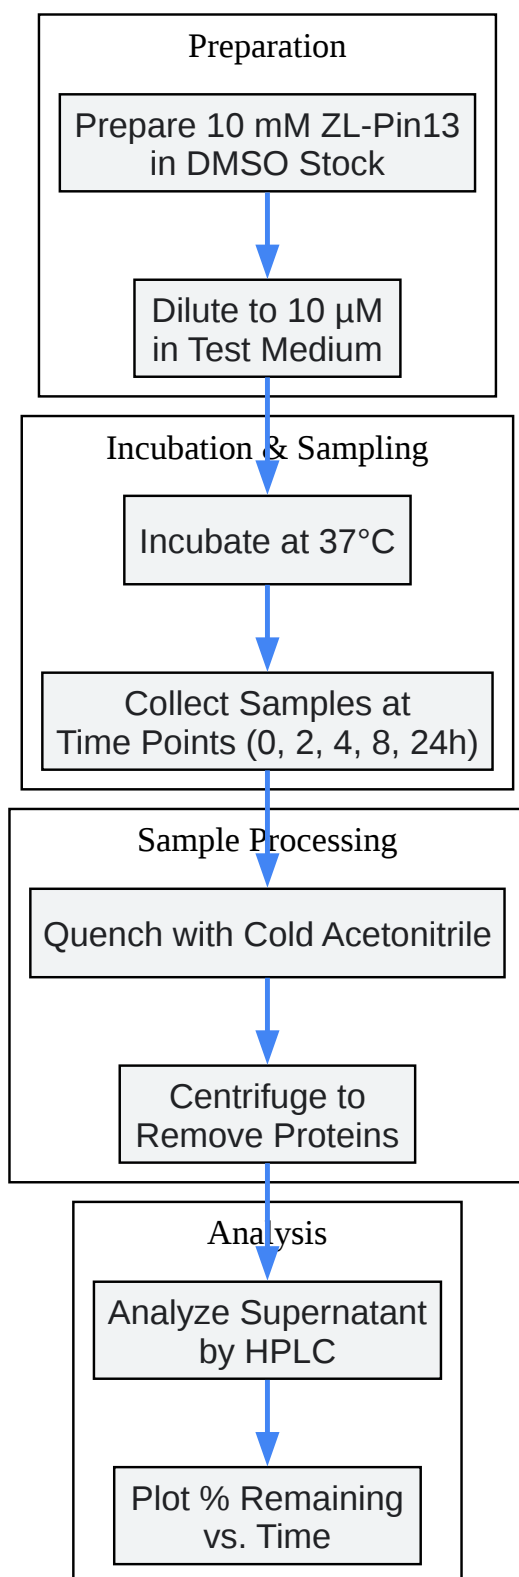 Preparation
Prepare 10 mM ZL-Pin13
in DMSO Stock
Dilute to 10 µM
in Test Medium
Incubation & Sampling
Incubate at 37°C
Collect Samples at
Time Points (0, 2, 4, 8, 24h)
Sample Processing
Quench with Cold Acetonitrile
Centrifuge to
Remove Proteins
Analysis
Analyze Supernatant
by HPLC
Plot % Remaining
vs. Time